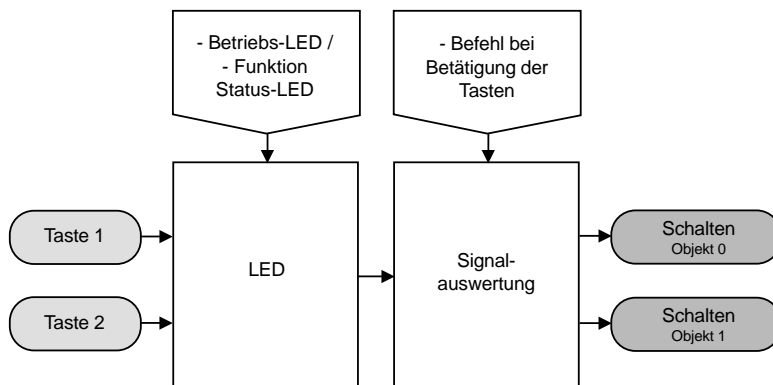 - Betriebs-LED /
- Funktion
Status-LED
- Befehl bei
Betätigung der
Tasten
Taste 1
Taste 2
LED
Signal-
auswertung
Schalten
Objekt 0
Schalten
Objekt 1